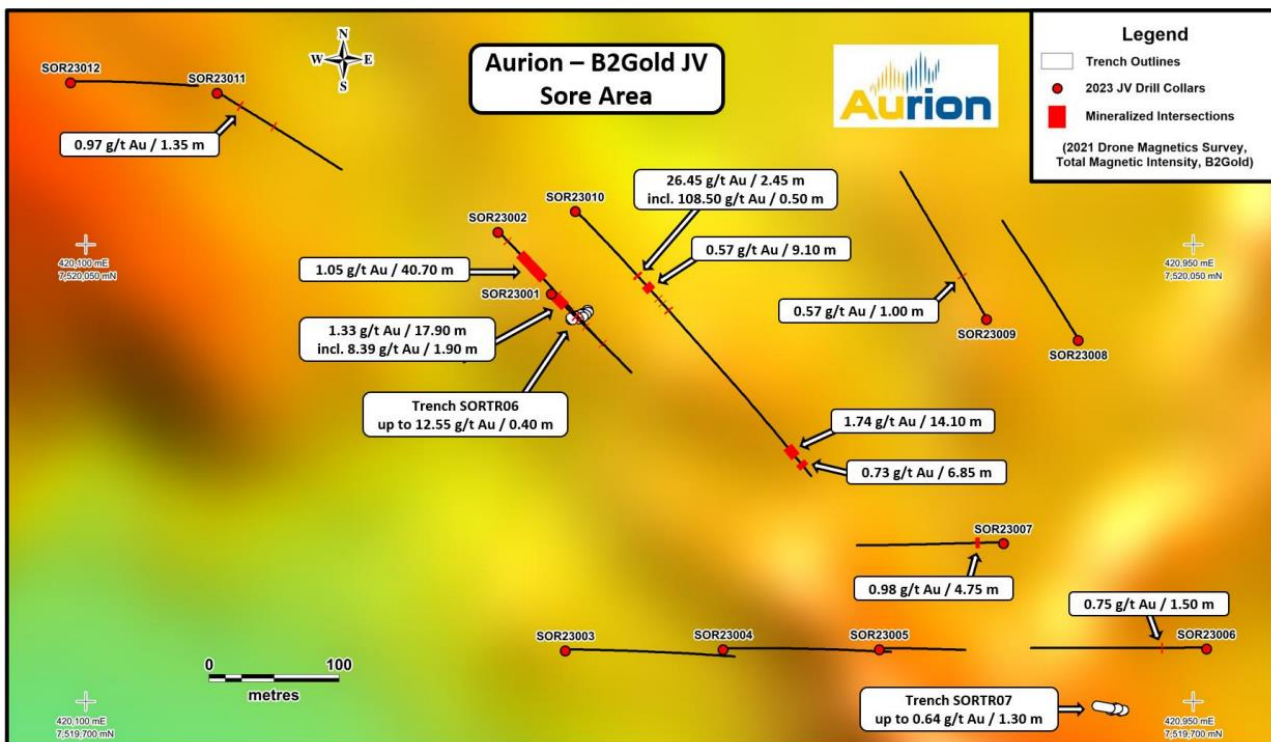 Aurion – B2Gold JV
Sore Area
N
W
E
S
Aurion
Legend
Trench Outlines
2023 JV Drill Collars
Mineralized Intersections
(2021 Drone Magnetics Survey,
Total Magnetic Intensity, B2Gold)
SOR23012
SOR23011
0.97 g/t Au / 1.35 m
SOR23002
SOR23010
26.45 g/t Au / 2.45 m
incl. 108.50 g/t Au / 0.50 m
0.57 g/t Au / 9.10 m
420,100 mE
7,520,050 mN
420,950 mE
7,520,050 mN
1.05 g/t Au / 40.70 m
SOR23001
1.33 g/t Au / 17.90 m
incl. 8.39 g/t Au / 1.90 m
0.57 g/t Au / 1.00 m
SOR23009
SOR23008
Trench SORTR06
up to 12.55 g/t Au / 0.40 m
1.74 g/t Au / 14.10 m
0.73 g/t Au / 6.85 m
SOR23007
0.98 g/t Au / 4.75 m
0.75 g/t Au / 1.50 m
SOR23003
SOR23004
SOR23005
SOR23006
0
100
metres
Trench SORTR07
up to 0.64 g/t Au / 1.30 m
420,100 mE
7,519,700 mN
420,950 mE
7,519,700 mN